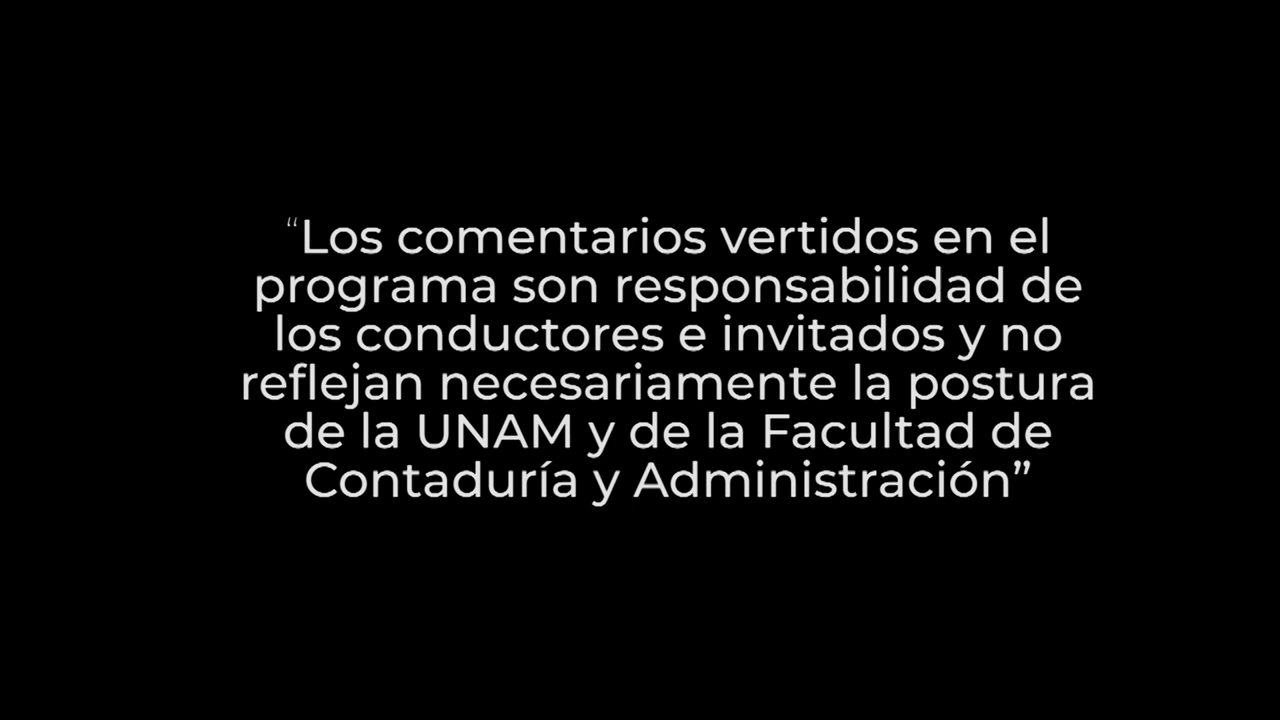 “Los comentarios vertidos en el
programa son responsabilidad de
los conductores e invitados y no
reflejan necesariamente la postura
de la UNAM y de la Facultad de
Contaduría y Administración”